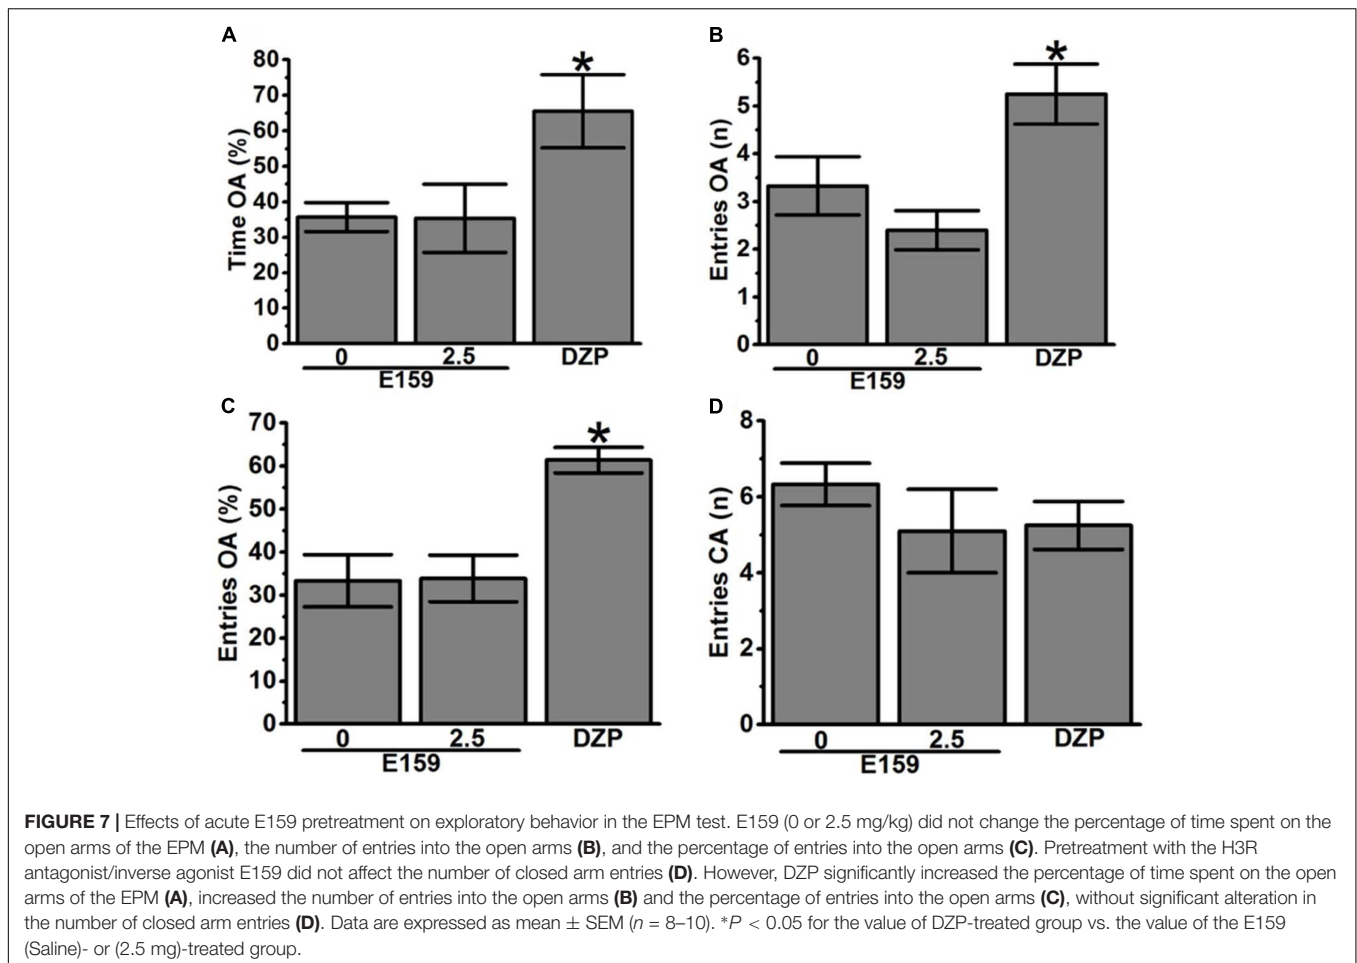 A
80
70
60
50
40
30
20
10
0
Time OA (%)
*
0 2.5 DZP
E159
B
6
5
4
3
2
1
0
Entries OA (n)
*
0 2.5 DZP
E159
C
70
60
50
40
30
20
10
0
Entries OA (%)
*
0 2.5 DZP
E159
D
8
6
4
2
0
Entries CA (n)
0 2.5 DZP
E159
FIGURE 7 | Effects of acute E159 pretreatment on exploratory behavior in the EPM test. E159 (0 or 2.5 mg/kg) did not change the percentage of time spent on the
open arms of the EPM (A), the number of entries into the open arms (B), and the percentage of entries into the open arms (C). Pretreatment with the H3R
antagonist/inverse agonist E159 did not affect the number of closed arm entries (D). However, DZP significantly increased the percentage of time spent on the open
arms of the EPM (A), increased the number of entries into the open arms (B) and the percentage of entries into the open arms (C), without significant alteration in
the number of closed arm entries (D). Data are expressed as mean ± SEM (n = 8–10). *P < 0.05 for the value of DZP-treated group vs. the value of the E159
(Saline)- or (2.5 mg)-treated group.